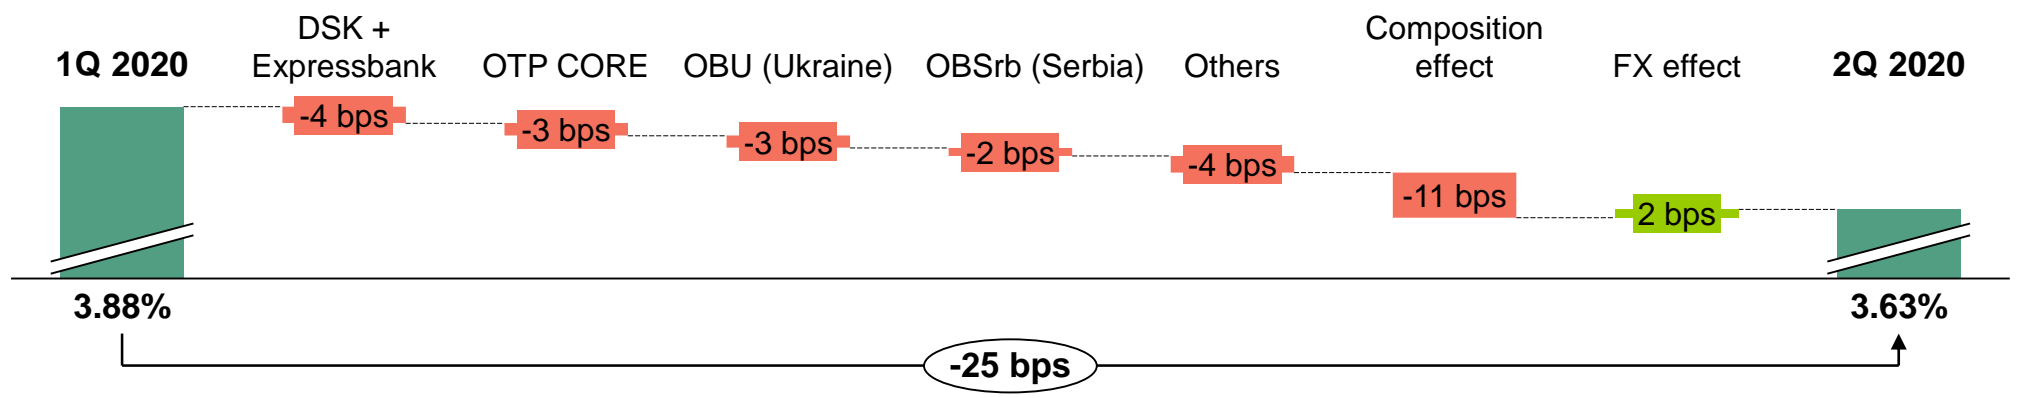 1Q 2020
DSK +
Expressbank
OTP CORE
OBU (Ukraine)
OBSrb (Serbia)
Others
Composition
effect
FX effect
2Q 2020
-4 bps
-3 bps
-3 bps
-2 bps
-4 bps
-11 bps
2 bps
3.88%
3.63%
-25 bps